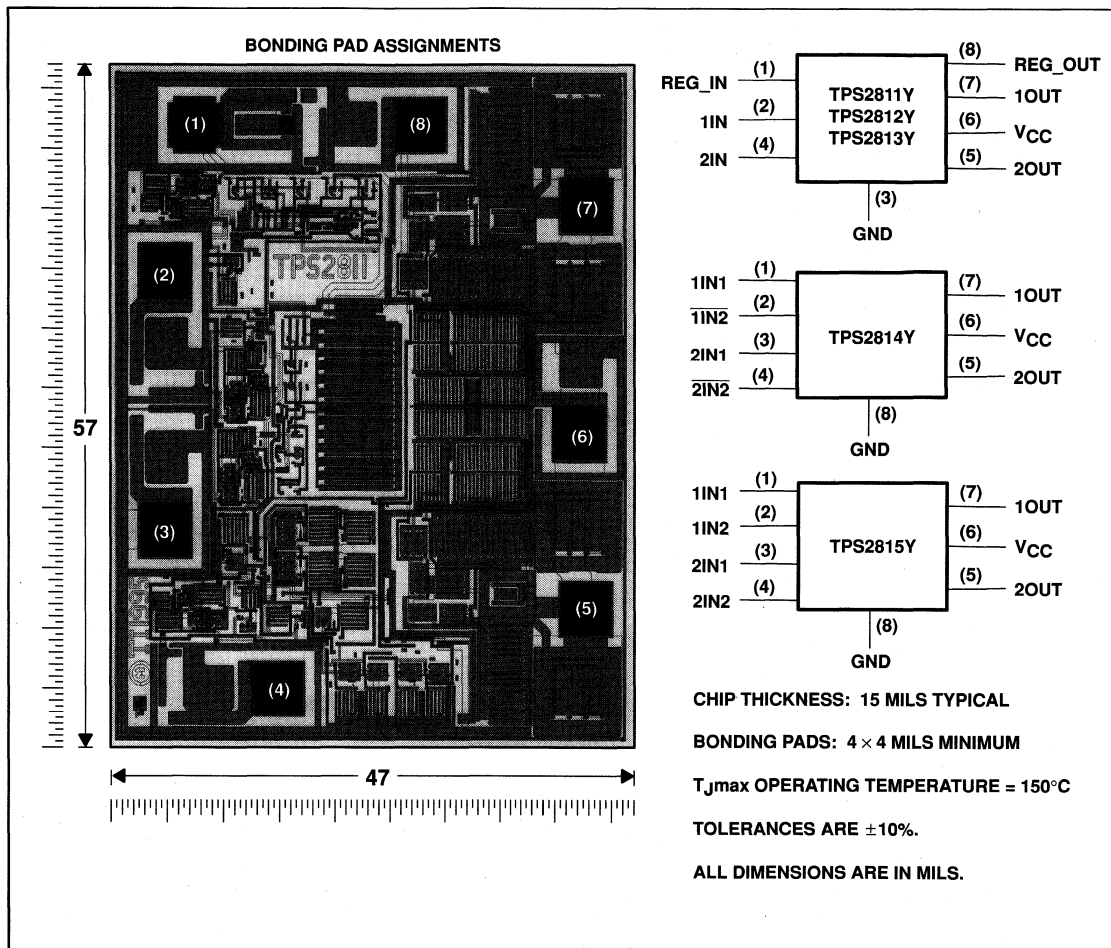 BONDING PAD ASSIGNMENTS
(1)
(8)
(7)
(2)
TPS2811
(6)
(3)
(5)
(4)
57
47
(1)
REG_IN
(2)
1IN
(4)
2IN
TPS2811Y
TPS2812Y
TPS2813Y
(8)
REG_OUT
(7)
1OUT
(6)
VCC
(5)
2OUT
(3)
GND
(1)
1IN1
(2)
1IN2
(3)
2IN1
(4)
2IN2
TPS2814Y
(7)
1OUT
(6)
VCC
(5)
2OUT
(8)
GND
(1)
1IN1
(2)
1IN2
(3)
2IN1
(4)
2IN2
TPS2815Y
(7)
1OUT
(6)
VCC
(5)
2OUT
(8)
GND
CHIP THICKNESS: 15 MILS TYPICAL
BONDING PADS: 4 × 4 MILS MINIMUM
TJmax OPERATING TEMPERATURE = 150°C
TOLERANCES ARE ±10%.
ALL DIMENSIONS ARE IN MILS.